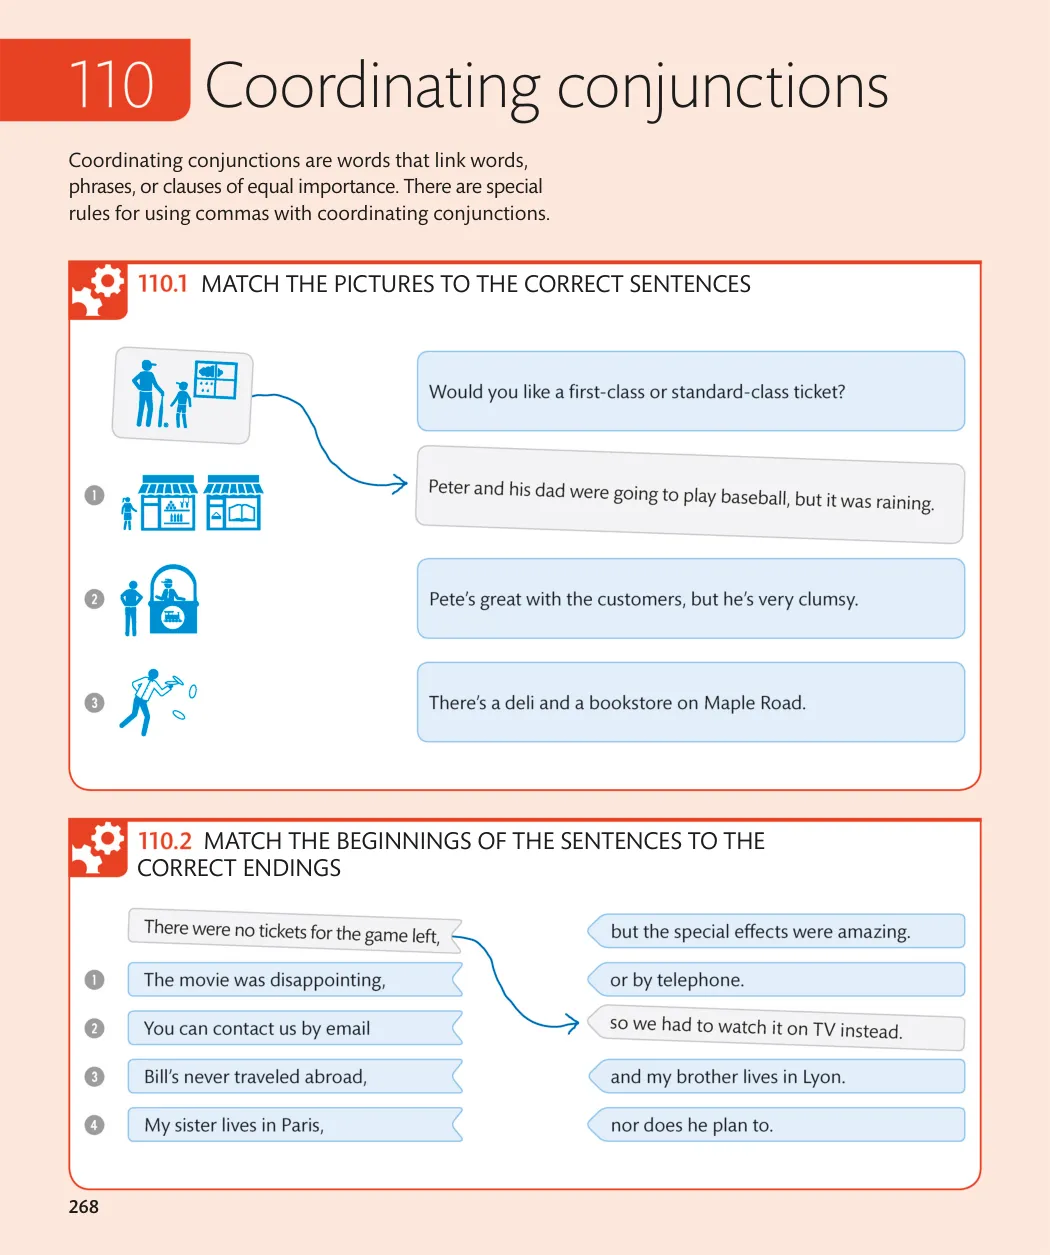 110 Coordinating conjunctions
Coordinating conjunctions are words that link words,
phrases, or clauses of equal importance. There are special
rules for using commas with coordinating conjunctions.
110.1 MATCH THE PICTURES TO THE CORRECT SENTENCES
Would you like a first-class or standard-class ticket?
1
Peter and his dad were going to play baseball, but it was raining.
2
Pete’s great with the customers, but he’s very clumsy.
3
There’s a deli and a bookstore on Maple Road.
110.2 MATCH THE BEGINNINGS OF THE SENTENCES TO THE
CORRECT ENDINGS
There were no tickets for the game left,
but the special effects were amazing.
1 The movie was disappointing,
or by telephone.
2 You can contact us by email
so we had to watch it on TV instead.
3 Bill’s never traveled abroad,
and my brother lives in Lyon.
4 My sister lives in Paris,
nor does he plan to.
268